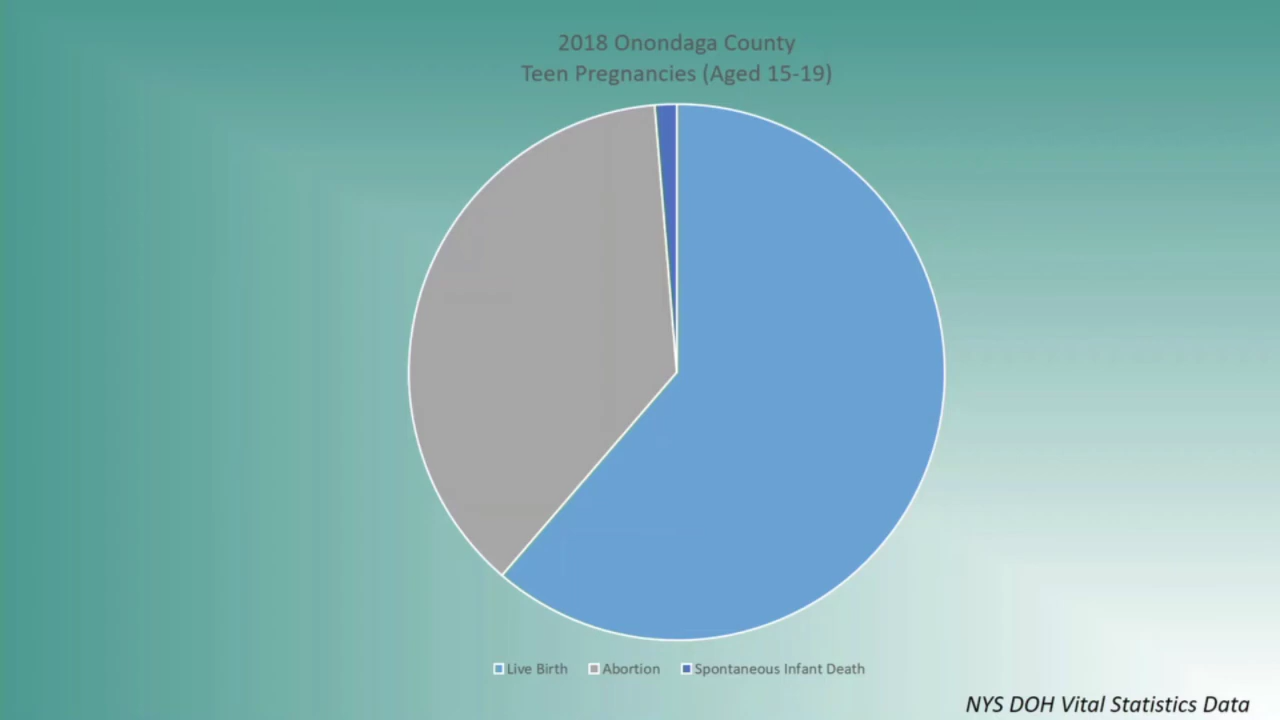 2018 Onondaga County
Teen Pregnancies (Aged 15-19)
Live Birth Abortion Spontaneous Infant Death
NYS DOH Vital Statistics Data